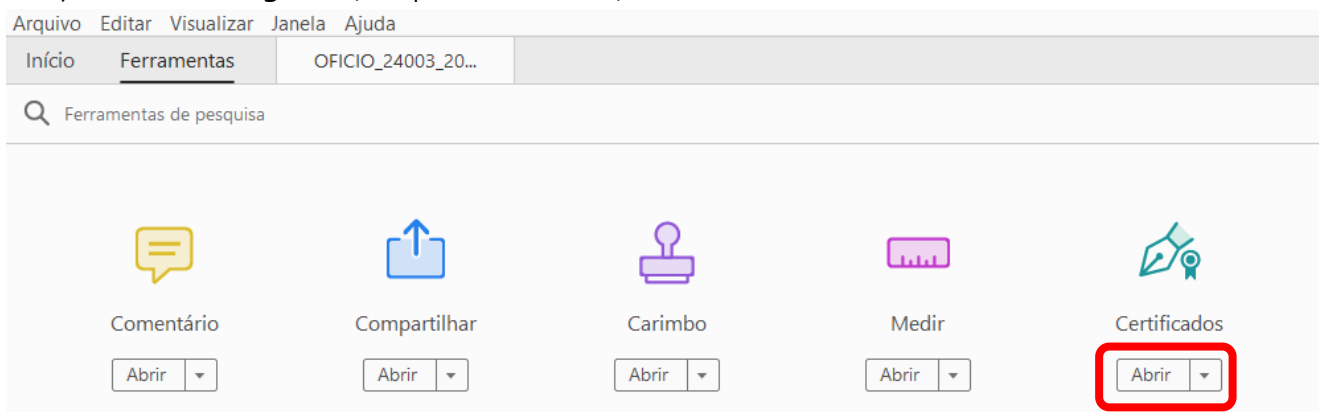 Arquivo Editar Visualizar Janela Ajuda
Início Ferramentas OFICIO_24003_20...
Ferramentas de pesquisa
Comentário Compartilhar Carimbo Medir Certificados
Abrir Abrir Abrir Abrir Abrir